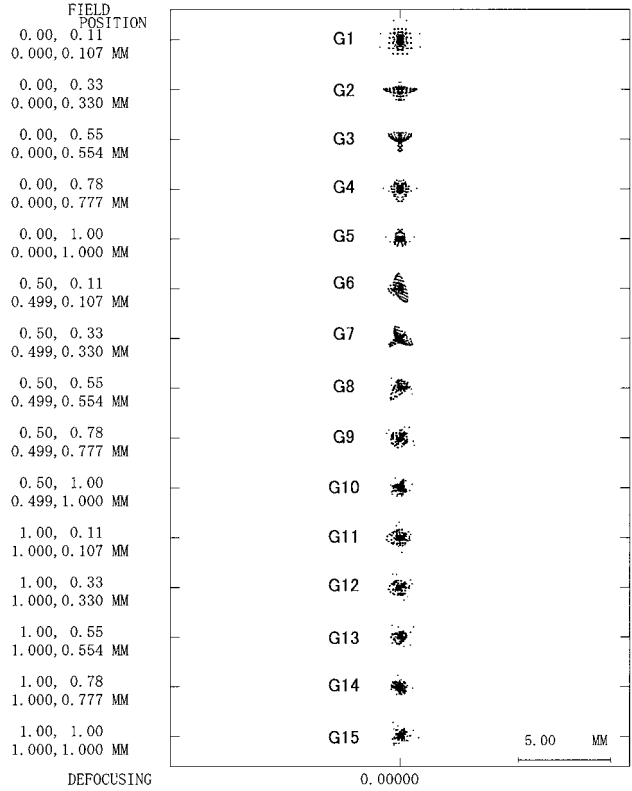 FIELD
POSITION
0.00, 0.11
0.000,0.107 MM
G1
0.00, 0.33
0.000,0.330 MM
G2
0.00, 0.55
0.000,0.554 MM
G3
0.00, 0.78
0.000,0.777 MM
G4
0.00, 1.00
0.000,1.000 MM
G5
0.50, 0.11
0.499,0.107 MM
G6
0.50, 0.33
0.499,0.330 MM
G7
0.50, 0.55
0.499,0.554 MM
G8
0.50, 0.78
0.499,0.777 MM
G9
0.50, 1.00
0.499,1.000 MM
G10
1.00, 0.11
1.000,0.107 MM
G11
1.00, 0.33
1.000,0.330 MM
G12
1.00, 0.55
1.000,0.554 MM
G13
1.00, 0.78
1.000,0.777 MM
G14
1.00, 1.00
1.000,1.000 MM
G15
5.00 MM
DEFOCUSING 0.00000